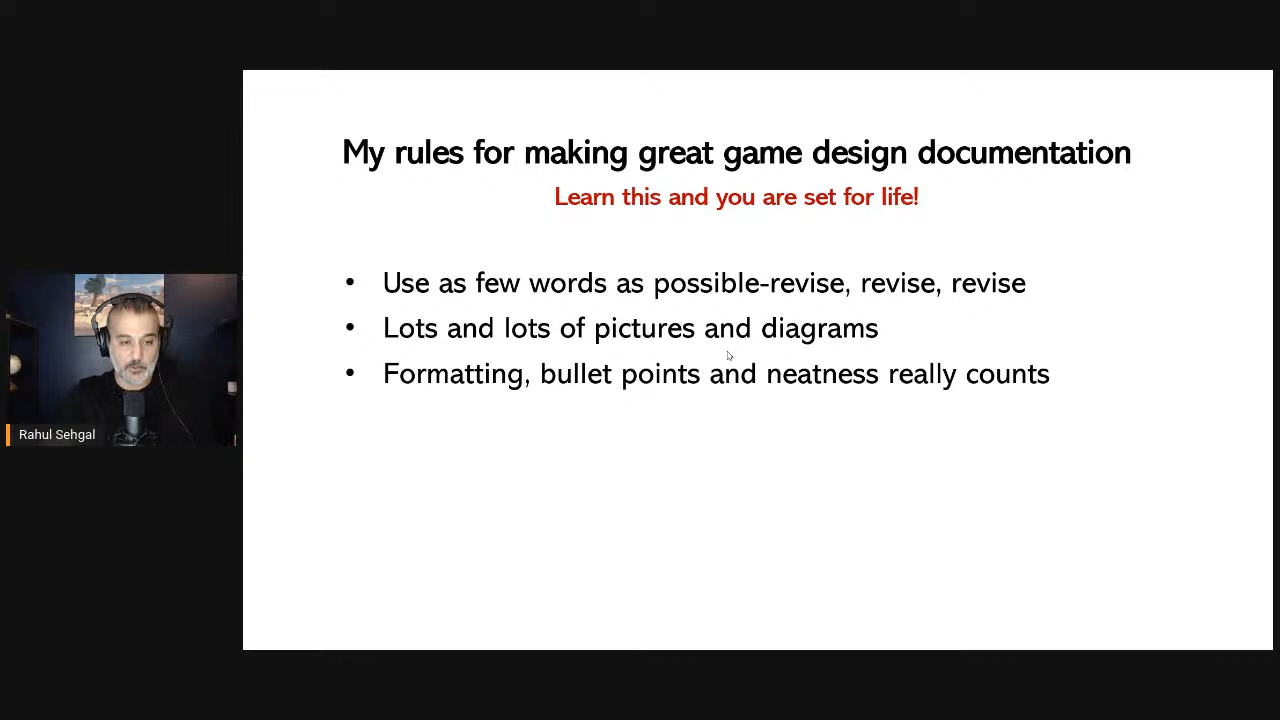 My rules for making great game design documentation
Learn this and you are set for life!
• Use as few words as possible-revise, revise, revise
• Lots and lots of pictures and diagrams
• Formatting, bullet points and neatness really counts
Rahul Sehgal